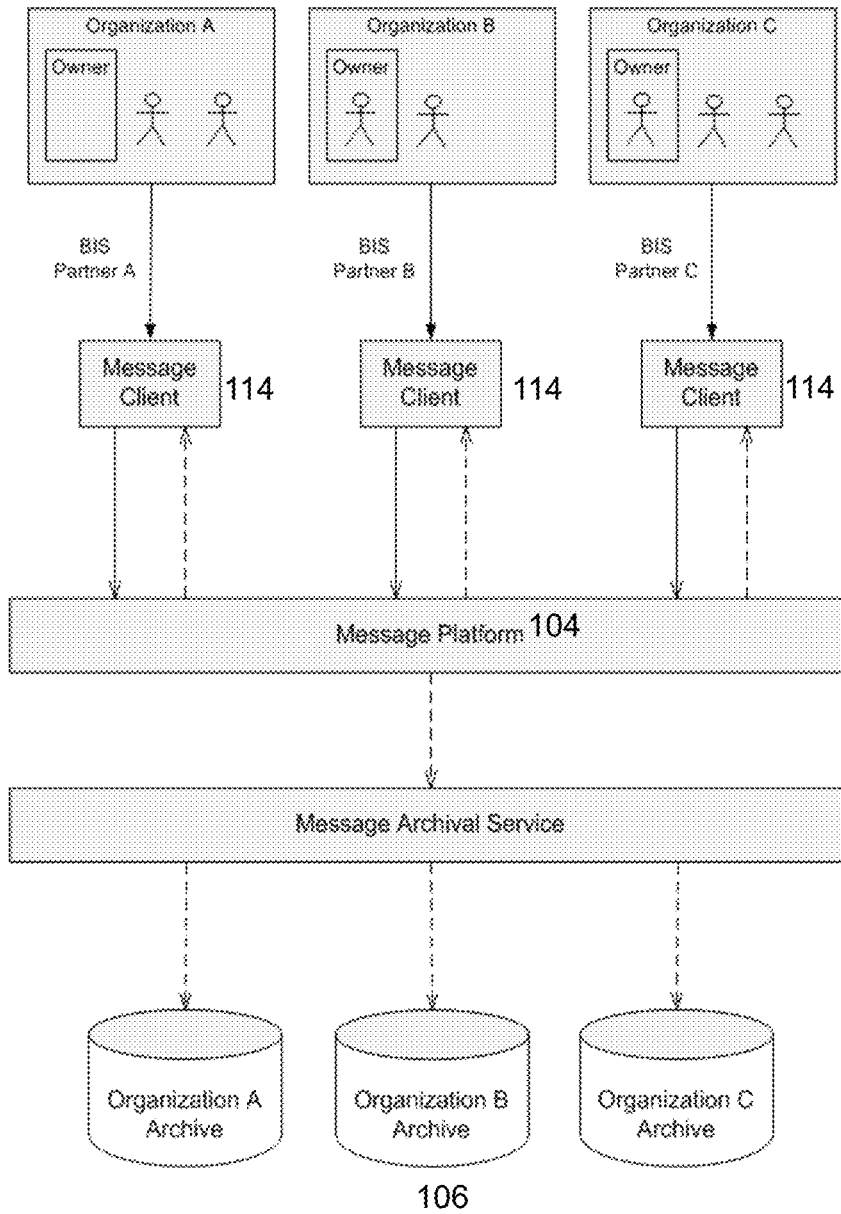 Organization A
Organization B
Organization C
Owner
Owner
Owner
BIS
Partner A
BIS
Partner B
BIS
Partner C
Message
Client
114
Message
Client
114
Message
Client
114
Message Platform 104
Message Archival Service
Organization A
Archive
Organization B
Archive
Organization C
Archive
106